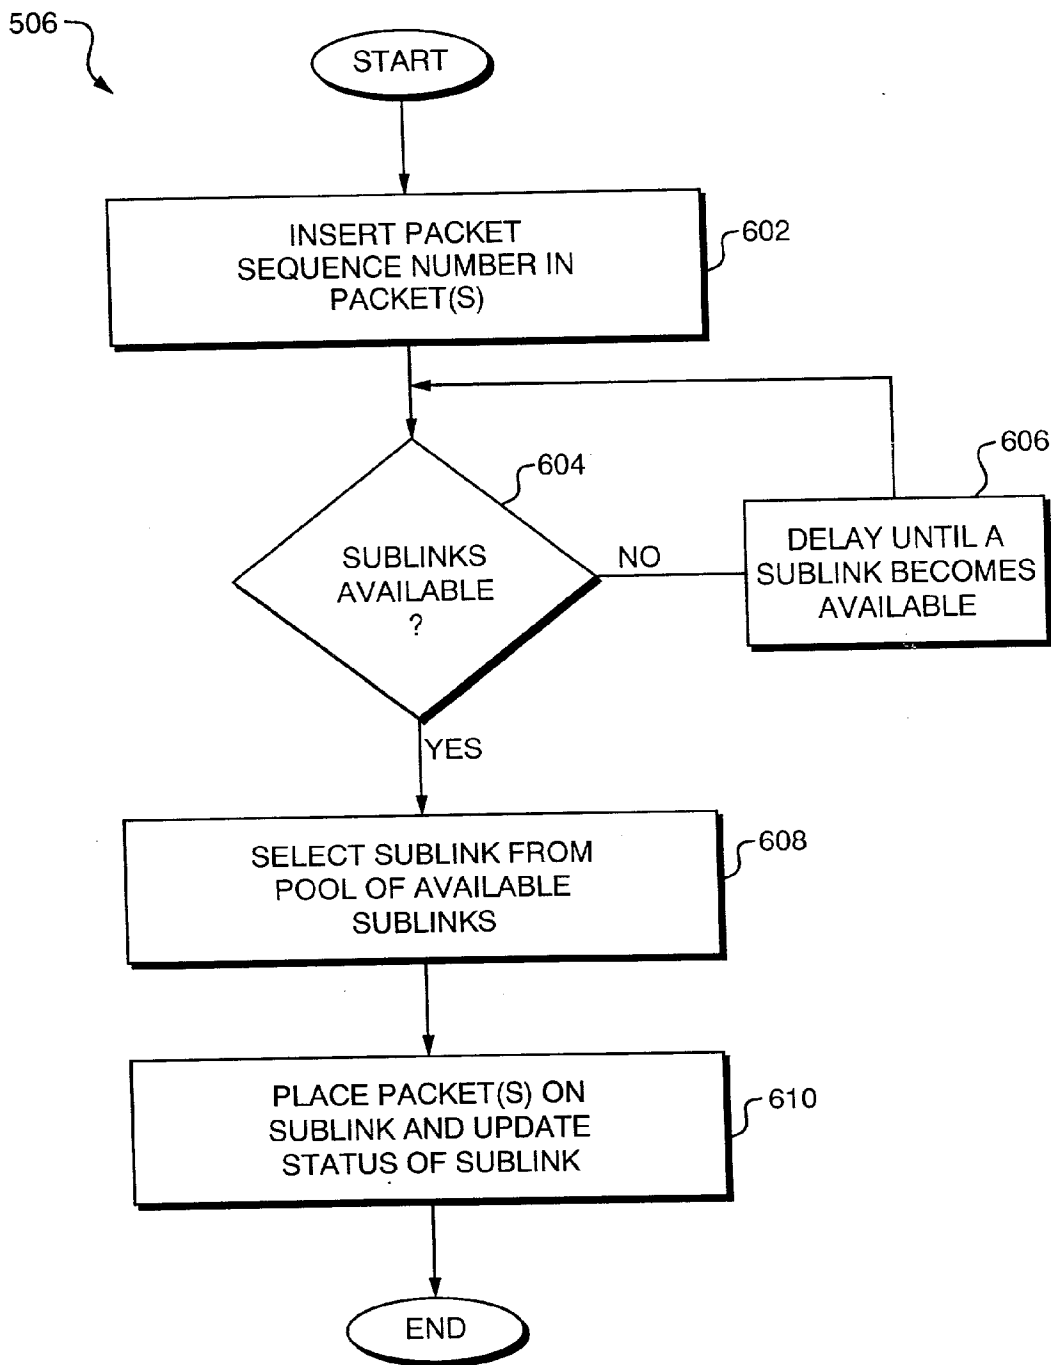 506
START
INSERT PACKET
SEQUENCE NUMBER IN
PACKET(S)
602
604
SUBLINKS
AVAILABLE
?
NO
606
DELAY UNTIL A
SUBLINK BECOMES
AVAILABLE
YES
SELECT SUBLINK FROM
POOL OF AVAILABLE
SUBLINKS
608
PLACE PACKET(S) ON
SUBLINK AND UPDATE
STATUS OF SUBLINK
610
END